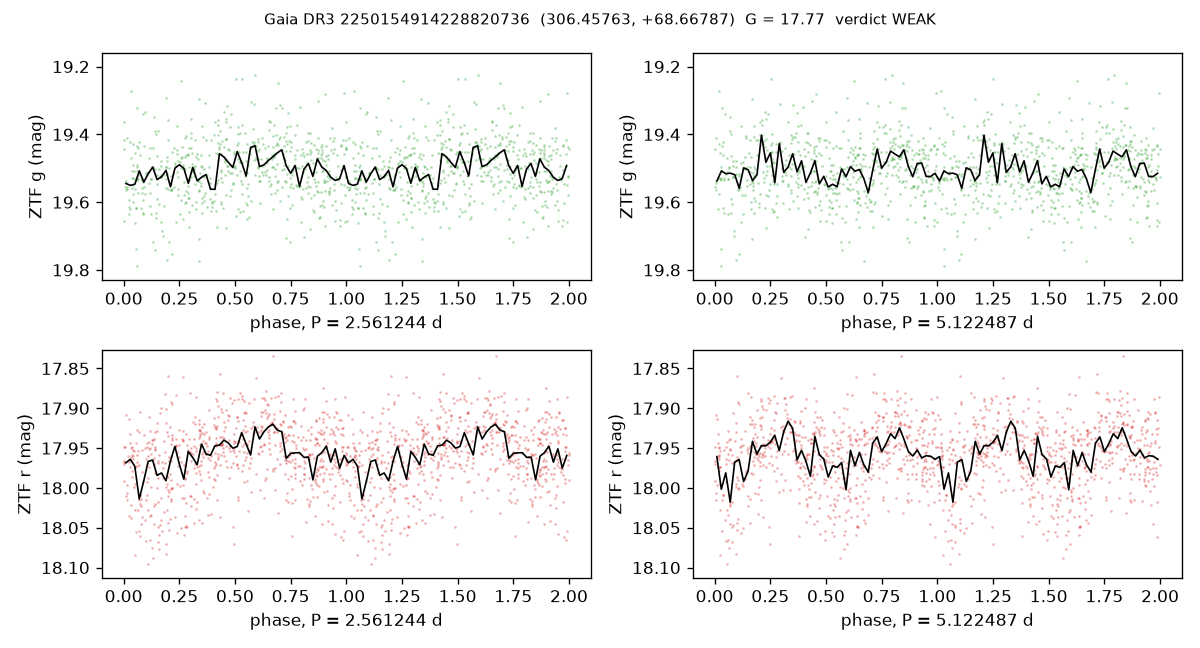 Gaia DR3 2250154914228820736 (306.45763, +68.66787) G = 17.77 verdict WEAK
19.2
19.4
19.6
19.8
ZTF g (mag)
0.00 0.25 0.50 0.75 1.00 1.25 1.50 1.75 2.00
phase, P = 2.561244 d
19.2
19.4
19.6
19.8
ZTF g (mag)
0.00 0.25 0.50 0.75 1.00 1.25 1.50 1.75 2.00
phase, P = 5.122487 d
17.85
17.90
17.95
18.00
18.05
18.10
ZTF r (mag)
0.00 0.25 0.50 0.75 1.00 1.25 1.50 1.75 2.00
phase, P = 2.561244 d
17.85
17.90
17.95
18.00
18.05
18.10
ZTF r (mag)
0.00 0.25 0.50 0.75 1.00 1.25 1.50 1.75 2.00
phase, P = 5.122487 d